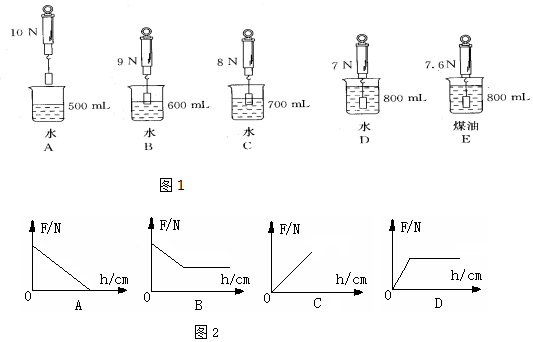 10 N 9 N 8 N 7 N 7.6 N
500 mL 600 mL 700 mL 800 mL 800 mL
水 水 水 水 煤油
A B C D E
图1
F/N F/N F/N F/N
h/cm h/cm h/cm h/cm
0 0 0 0
A B C D
图2